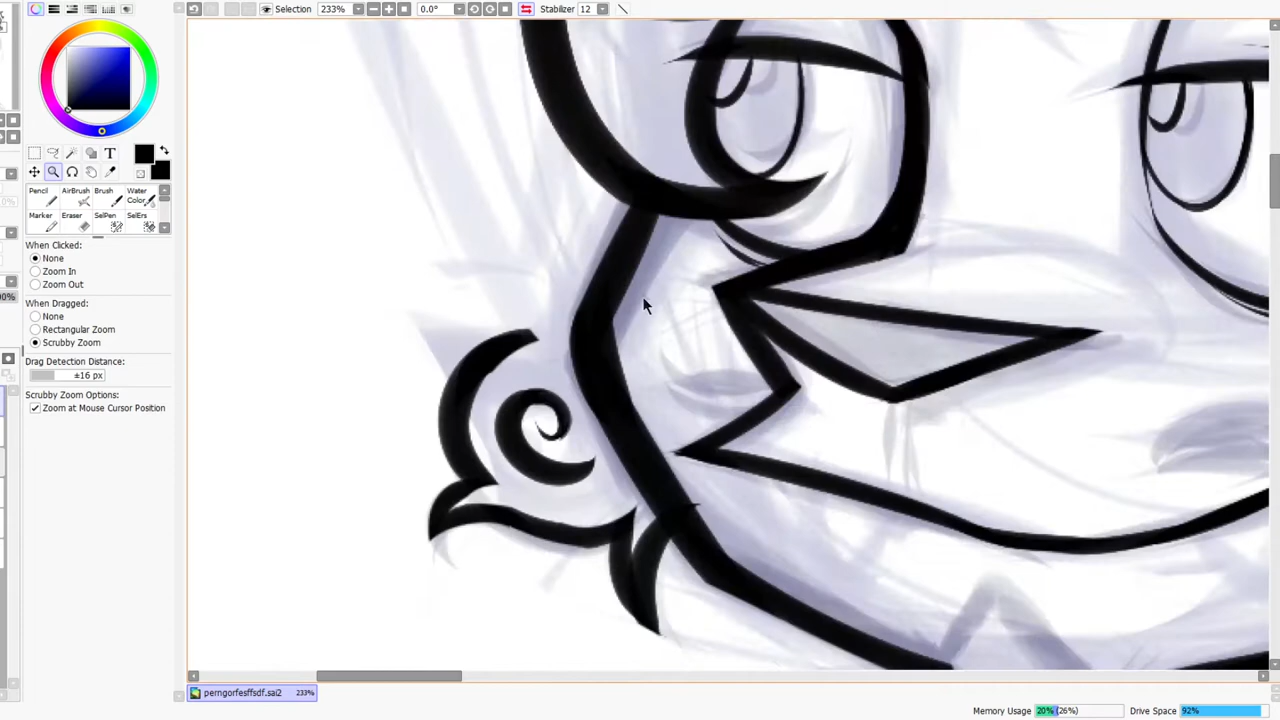 Selection 233% 0.0° Stabilizer 12
T
Pencil AirBrush Brush Water Color
Marker Eraser SelPen SelErs
When Clicked:
None
Zoom In
Zoom Out
When Dragged:
None
Rectangular Zoom
Scrubby Zoom
Drag Detection Distance:
±16 px
Scrubby Zoom Options:
Zoom at Mouse Cursor Position
perngorfesffsdf.sai2 233%
Memory Usage 20% (26%) Drive Space 92%